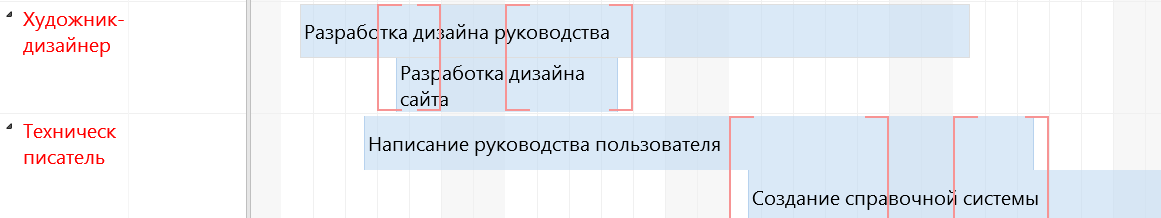 Художник-
дизайнер
Разработка дизайна руководства
Разработка дизайна
сайта
Техническ
писатель
Написание руководства пользователя
Создание справочной системы